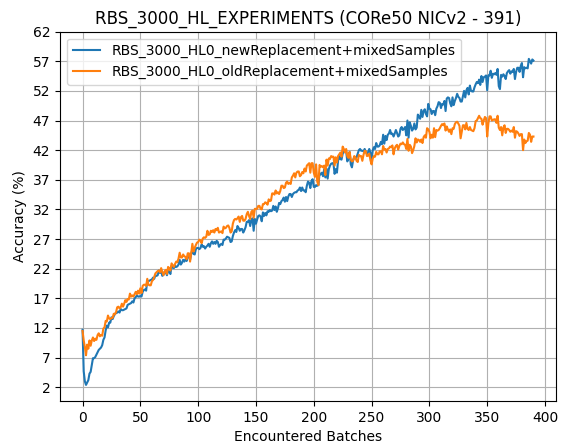 RBS_3000_HL_EXPERIMENTS (CORe50 NICv2 - 391)
RBS_3000_HL0_newReplacement+mixedSamples
RBS_3000_HL0_oldReplacement+mixedSamples
62
57
52
47
42
37
32
27
22
17
12
7
2
Accuracy (%)
0 50 100 150 200 250 300 350 400
Encountered Batches